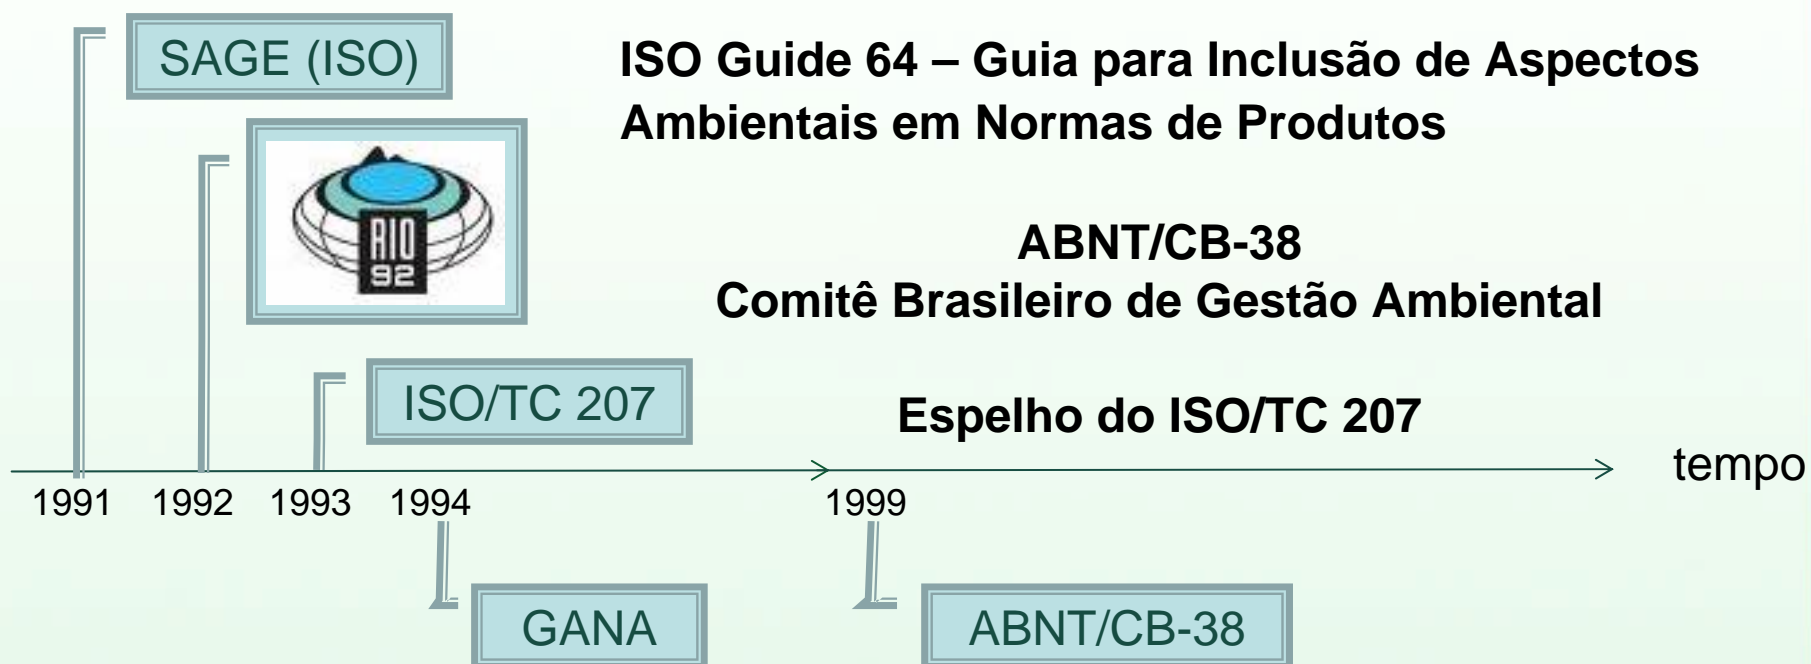 SAGE (ISO)
ISO Guide 64 – Guia para Inclusão de Aspectos
Ambientais em Normas de Produtos
RIO
92
ABNT/CB-38
Comitê Brasileiro de Gestão Ambiental
ISO/TC 207
Espelho do ISO/TC 207
tempo
1991 1992 1993 1994 1999
GANA ABNT/CB-38